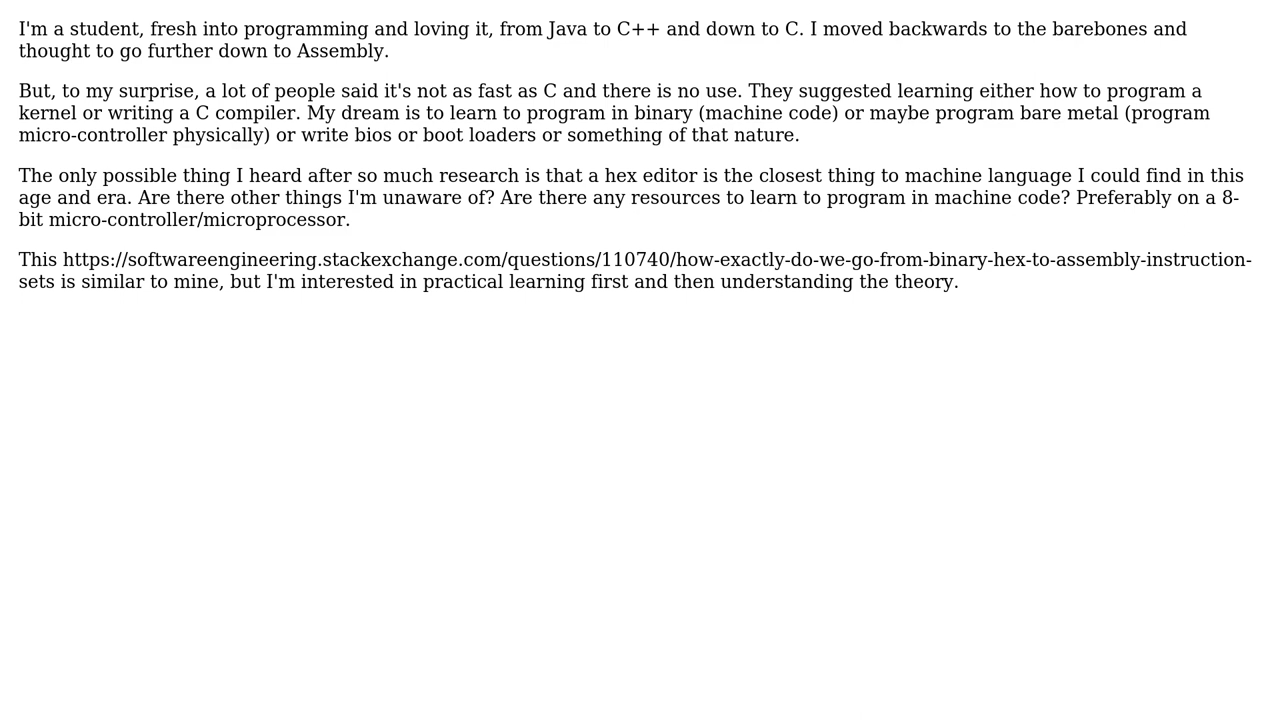 I'm a student, fresh into programming and loving it, from Java to C++ and down to C. I moved backwards to the barebones and
thought to go further down to Assembly.
But, to my surprise, a lot of people said it's not as fast as C and there is no use. They suggested learning either how to program a
kernel or writing a C compiler. My dream is to learn to program in binary (machine code) or maybe program bare metal (program
micro-controller physically) or write bios or boot loaders or something of that nature.
The only possible thing I heard after so much research is that a hex editor is the closest thing to machine language I could find in this
age and era. Are there other things I'm unaware of? Are there any resources to learn to program in machine code? Preferably on a 8-
bit micro-controller/microprocessor.
This https://softwareengineering.stackexchange.com/questions/110740/how-exactly-do-we-go-from-binary-hex-to-assembly-instruction-
sets is similar to mine, but I'm interested in practical learning first and then understanding the theory.